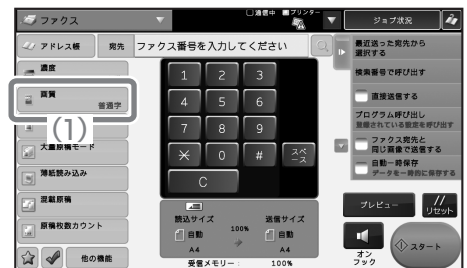 ファクス
通信中 プリンター
ジョブ状況
アドレス帳
宛先
ファクス番号を入力してください
濃度
画質
普通字
(1)
大量原稿モード
薄紙読み込み
混載原稿
原稿枚数カウント
他の機能
1 2 3
4 5 6
7 8 9
＊ 0 # スペース
C
読込サイズ
自動
A4
100%
送信サイズ
自動
A4
受信メモリー: 100%
最近送った宛先から
選択する
検索番号で呼び出す
直接送信する
プログラム呼び出し
登録されている設定を呼び出す
ファクス宛先と
同じ画像で送信する
自動一時保存
データを一時的に保存する
プレビュー
リセット
オン
フック
スタート